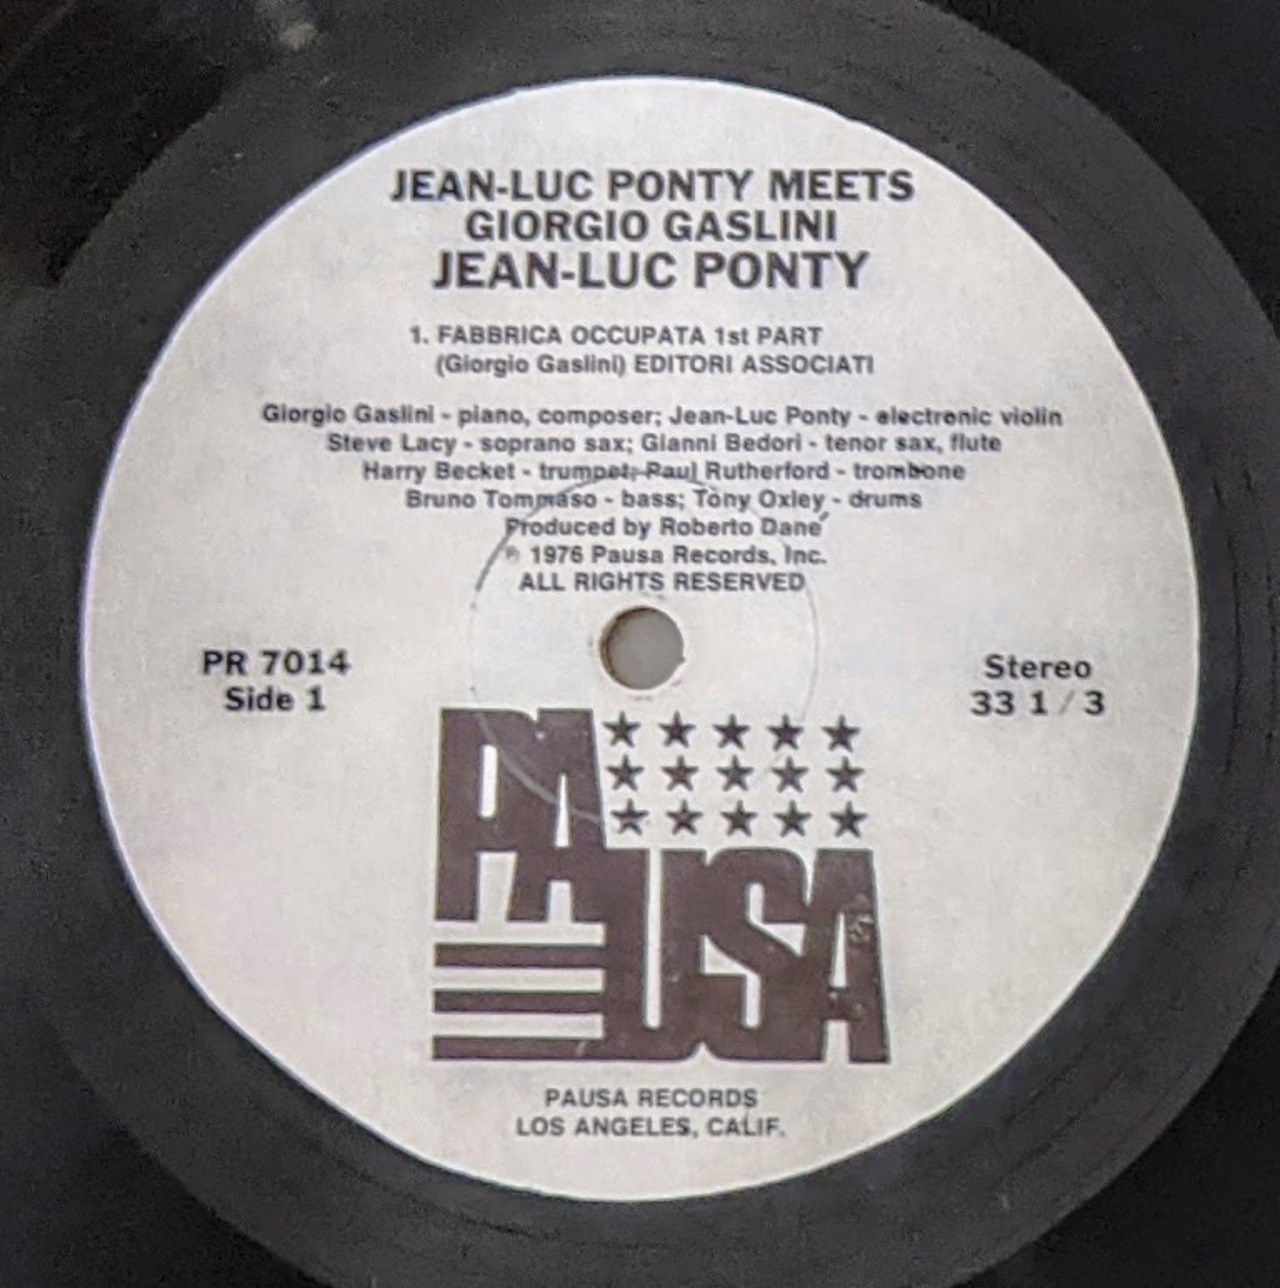 JEAN-LUC PONTY MEETS
GIORGIO GASLINI
JEAN-LUC PONTY
1. FABBRICA OCCUPATA 1st PART
(Giorgio Gaslini) EDITORI ASSOCIATI
Giorgio Gaslini - piano, composer; Jean-Luc Ponty - electronic violin
Steve Lacy - soprano sax; Gianni Bedori - tenor sax, flute
Harry Becket - trumpet; Paul Rutherford - trombone
Bruno Tommaso - bass; Tony Oxley - drums
Produced by Roberto Dane´
℗ 1976 Pausa Records, Inc.
ALL RIGHTS RESERVED
PR 7014
Side 1
Stereo
33 1/3
PAUSA
PAUSA RECORDS
LOS ANGELES, CALIF.